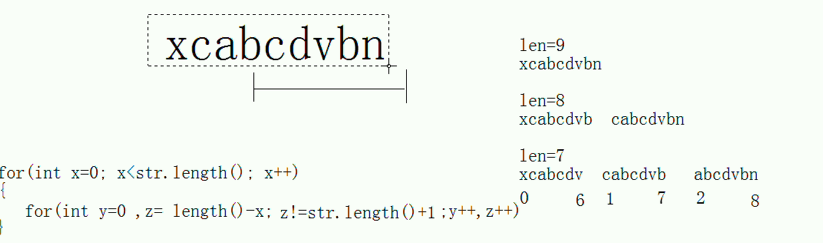 xcabcdvbn
len=9
xcabcdvbn
len=8
xcabcdvb cabcdvbn
len=7
xcabcdv cabcdvb abcdvbn
0 6 1 7 2 8
for(int x=0; x<str.length(); x++)
{
for(int y=0 ,z= length()-x; z!=str.length()+1 ;y++,z++)
}